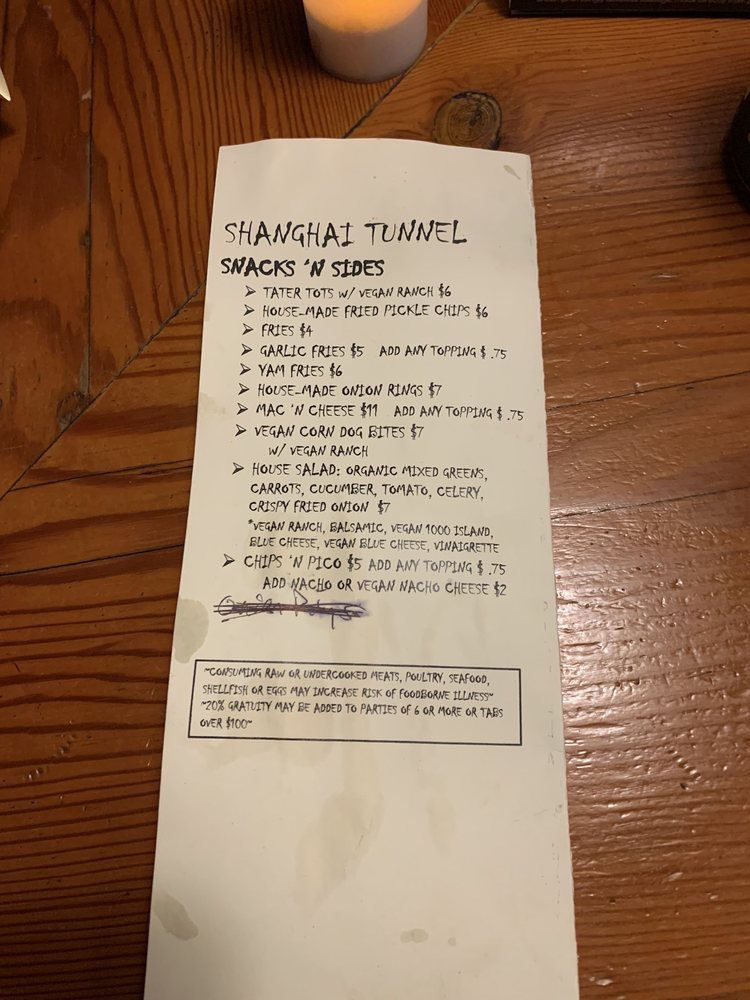 SHANGHAI TUNNEL
SNACKS 'N SIDES
➢ TATER TOTS W/ VEGAN RANCH $6
➢ HOUSE-MADE FRIED PICKLE CHIPS $6
➢ FRIES $4
➢ GARLIC FRIES $5 ADD ANY TOPPING $ .75
➢ YAM FRIES $6
➢ HOUSE-MADE ONION RINGS $7
➢ MAC 'N CHEESE $11 ADD ANY TOPPING $ .75
➢ VEGAN CORN DOG BITES $7
W/ VEGAN RANCH
➢ HOUSE SALAD: ORGANIC MIXED GREENS,
CARROTS, CUCUMBER, TOMATO, CELERY,
CRISPY FRIED ONION $7
*VEGAN RANCH, BALSAMIC, VEGAN 1000 ISLAND,
BLUE CHEESE, VEGAN BLUE CHEESE, VINAIGRETTE
➢ CHIPS 'N PICO $5 ADD ANY TOPPING $ .75
ADD NACHO OR VEGAN NACHO CHEESE $2
~CONSUMING RAW OR UNDERCOOKED MEATS, POULTRY, SEAFOOD,
SHELLFISH OR EGGS MAY INCREASE RISK OF FOODBORNE ILLNESS~
~20% GRATUITY MAY BE ADDED TO PARTIES OF 6 OR MORE OR TABS
OVER $100~